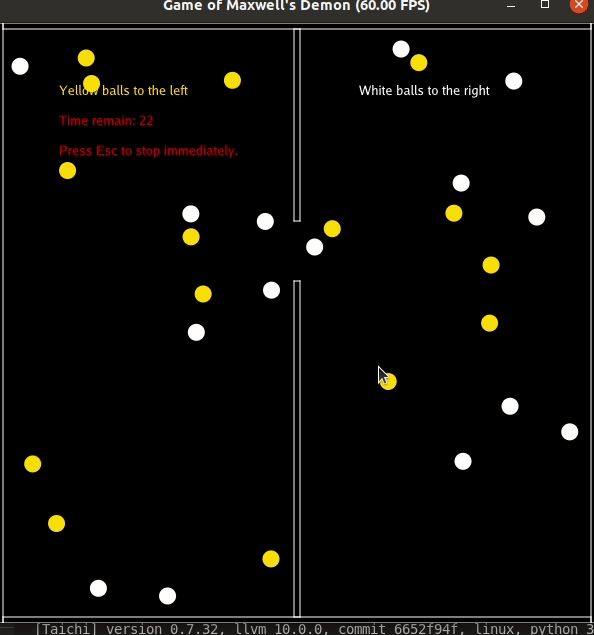 Game of Maxwell's Demon (60.00 FPS)
Yellow balls to the left
White balls to the right
Time remain: 22
Press Esc to stop immediately.
[Taichi] version 0.7.32, llvm 10.0.0, commit 6652f94f, linux, python 3